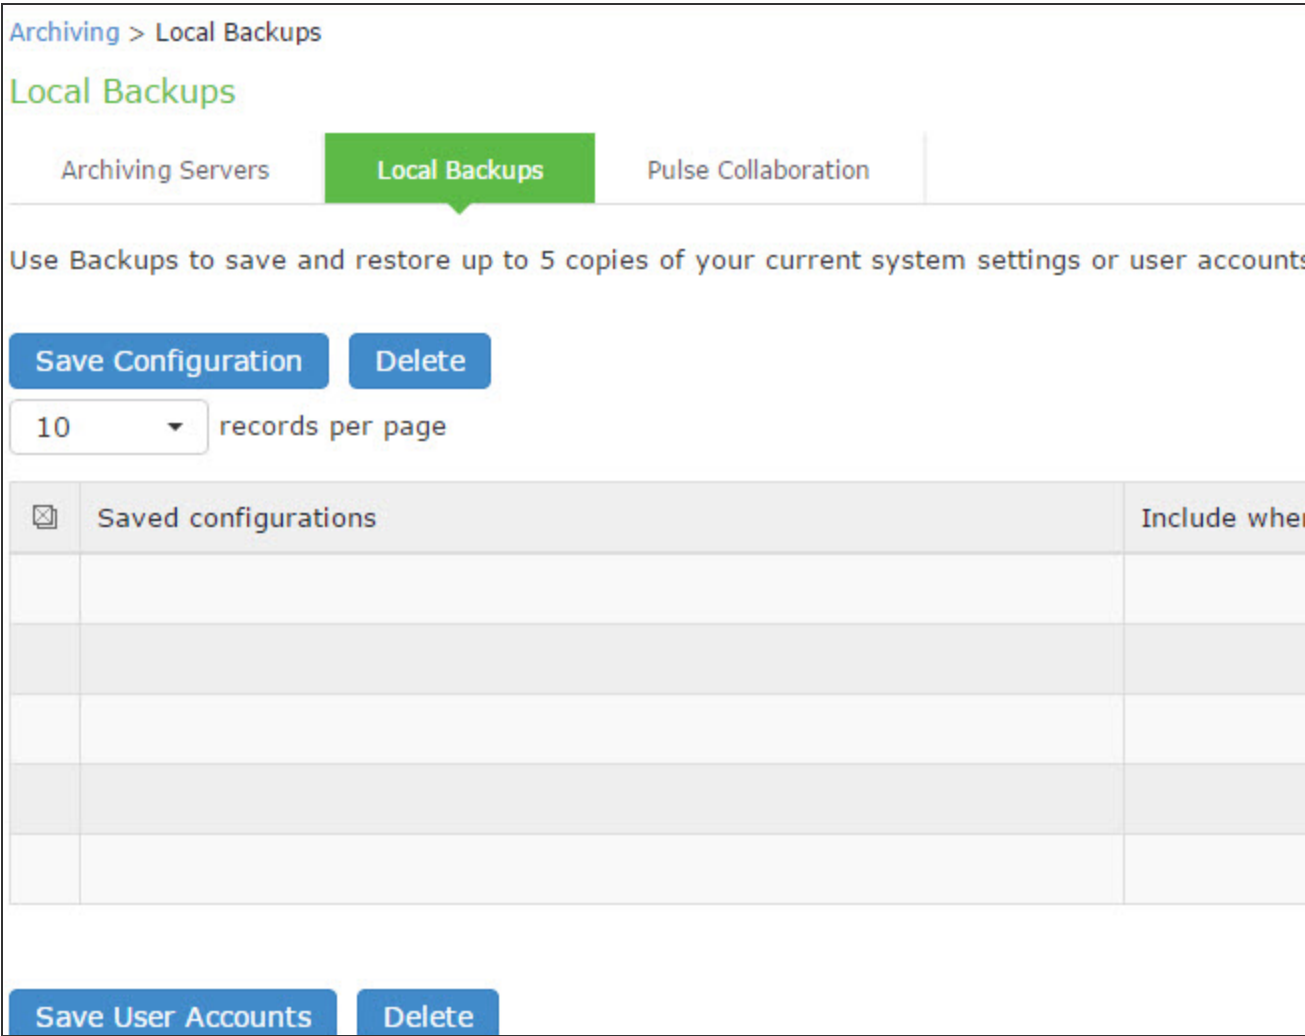 Archiving > Local Backups
Local Backups
Archiving Servers Local Backups Pulse Collaboration
Use Backups to save and restore up to 5 copies of your current system settings or user accounts
Save Configuration Delete
10 records per page
Saved configurations Include
Save User Accounts Delete